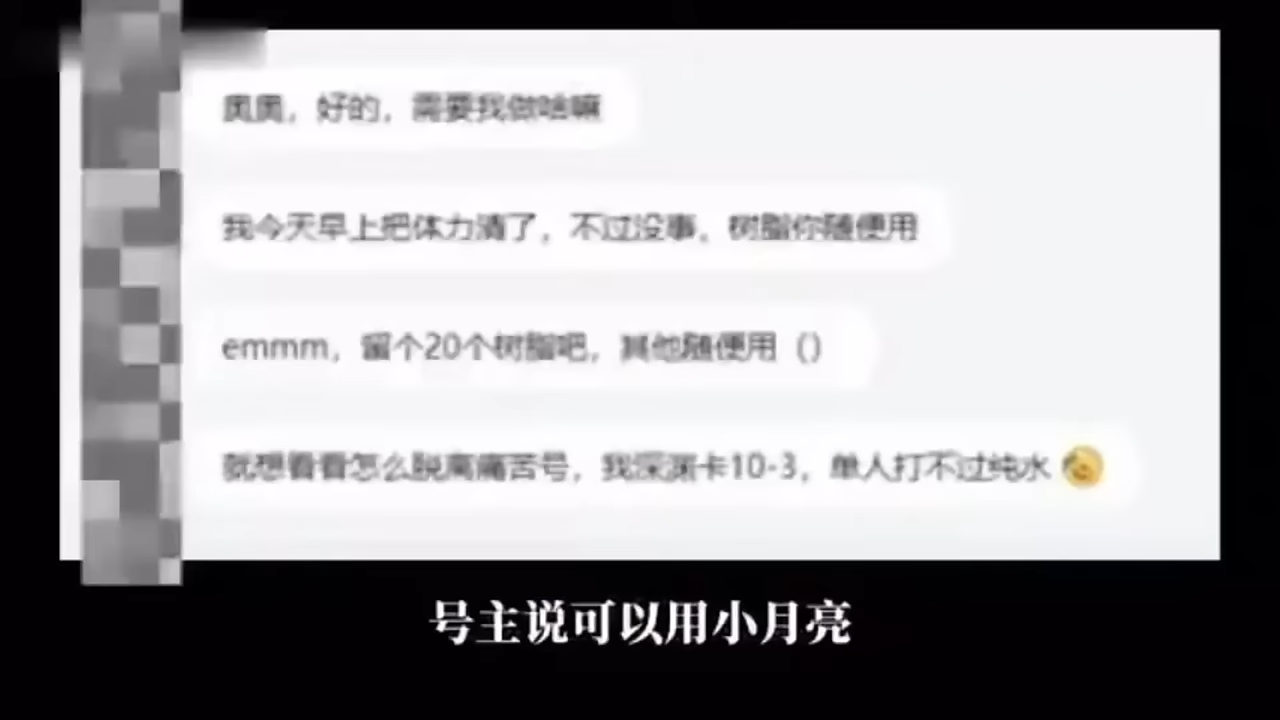 奥奥，好的，需要我做啥嘛
我今天早上把体力清了，不过没事，树脂你随便用
emmm，留个20个树脂吧，其他随便用（）
就想看看怎么脱离痛苦号，我深渊卡10-3，单人打不过纯水
号主说可以用小月亮